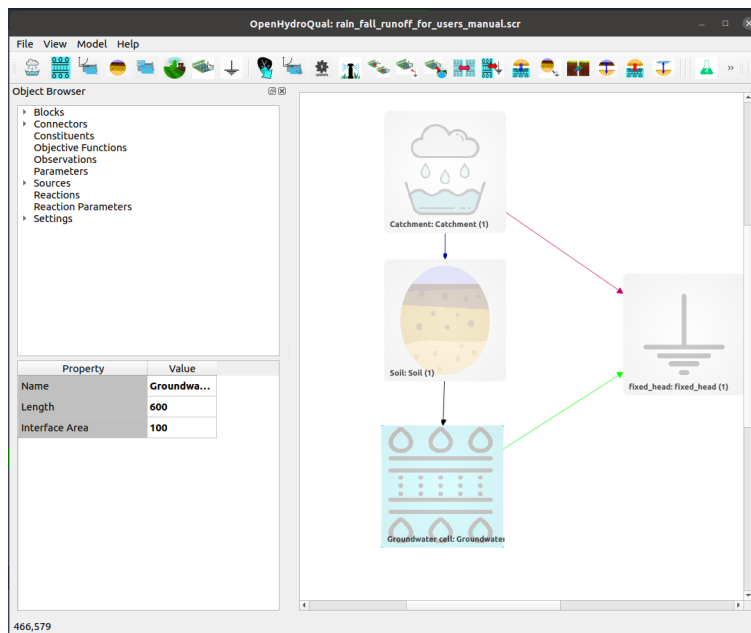 OpenHydroQual: rain_fall_runoff_for_users_manual.scr
File View Model Help
»
Object Browser
Blocks
Connectors
Constituents
Objective Functions
Observations
Parameters
Sources
Reactions
Reaction Parameters
Settings
Property Value
Name Groundwa...
Length 600
Interface Area 100
Catchment: Catchment (1)
Soil: Soil (1)
fixed_head: fixed_head (1)
Groundwater cell: Groundwater
466,579